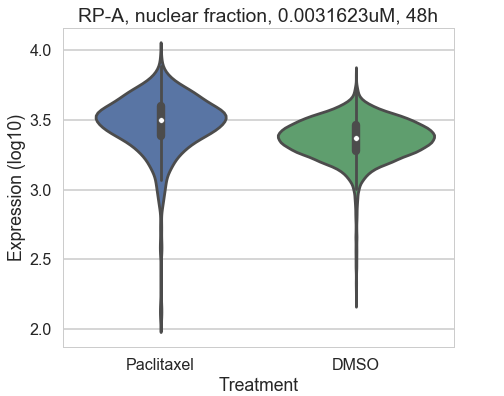 RP-A, nuclear fraction, 0.0031623uM, 48h
4.0
3.5
3.0
2.5
2.0
Expression (log10)
Paclitaxel
DMSO
Treatment